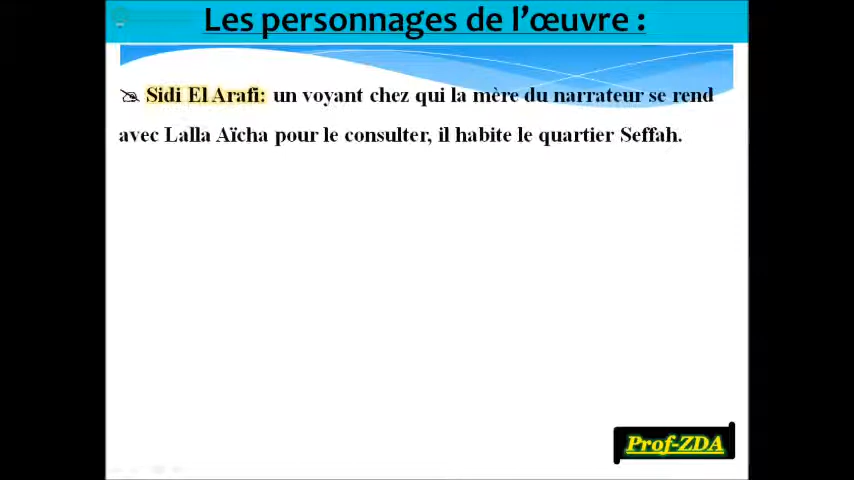 Les personnages de l'œuvre :
Sidi El Arafi: un voyant chez qui la mère du narrateur se rend
avec Lalla Aïcha pour le consulter, il habite le quartier Seffah.
Prof-ZDA